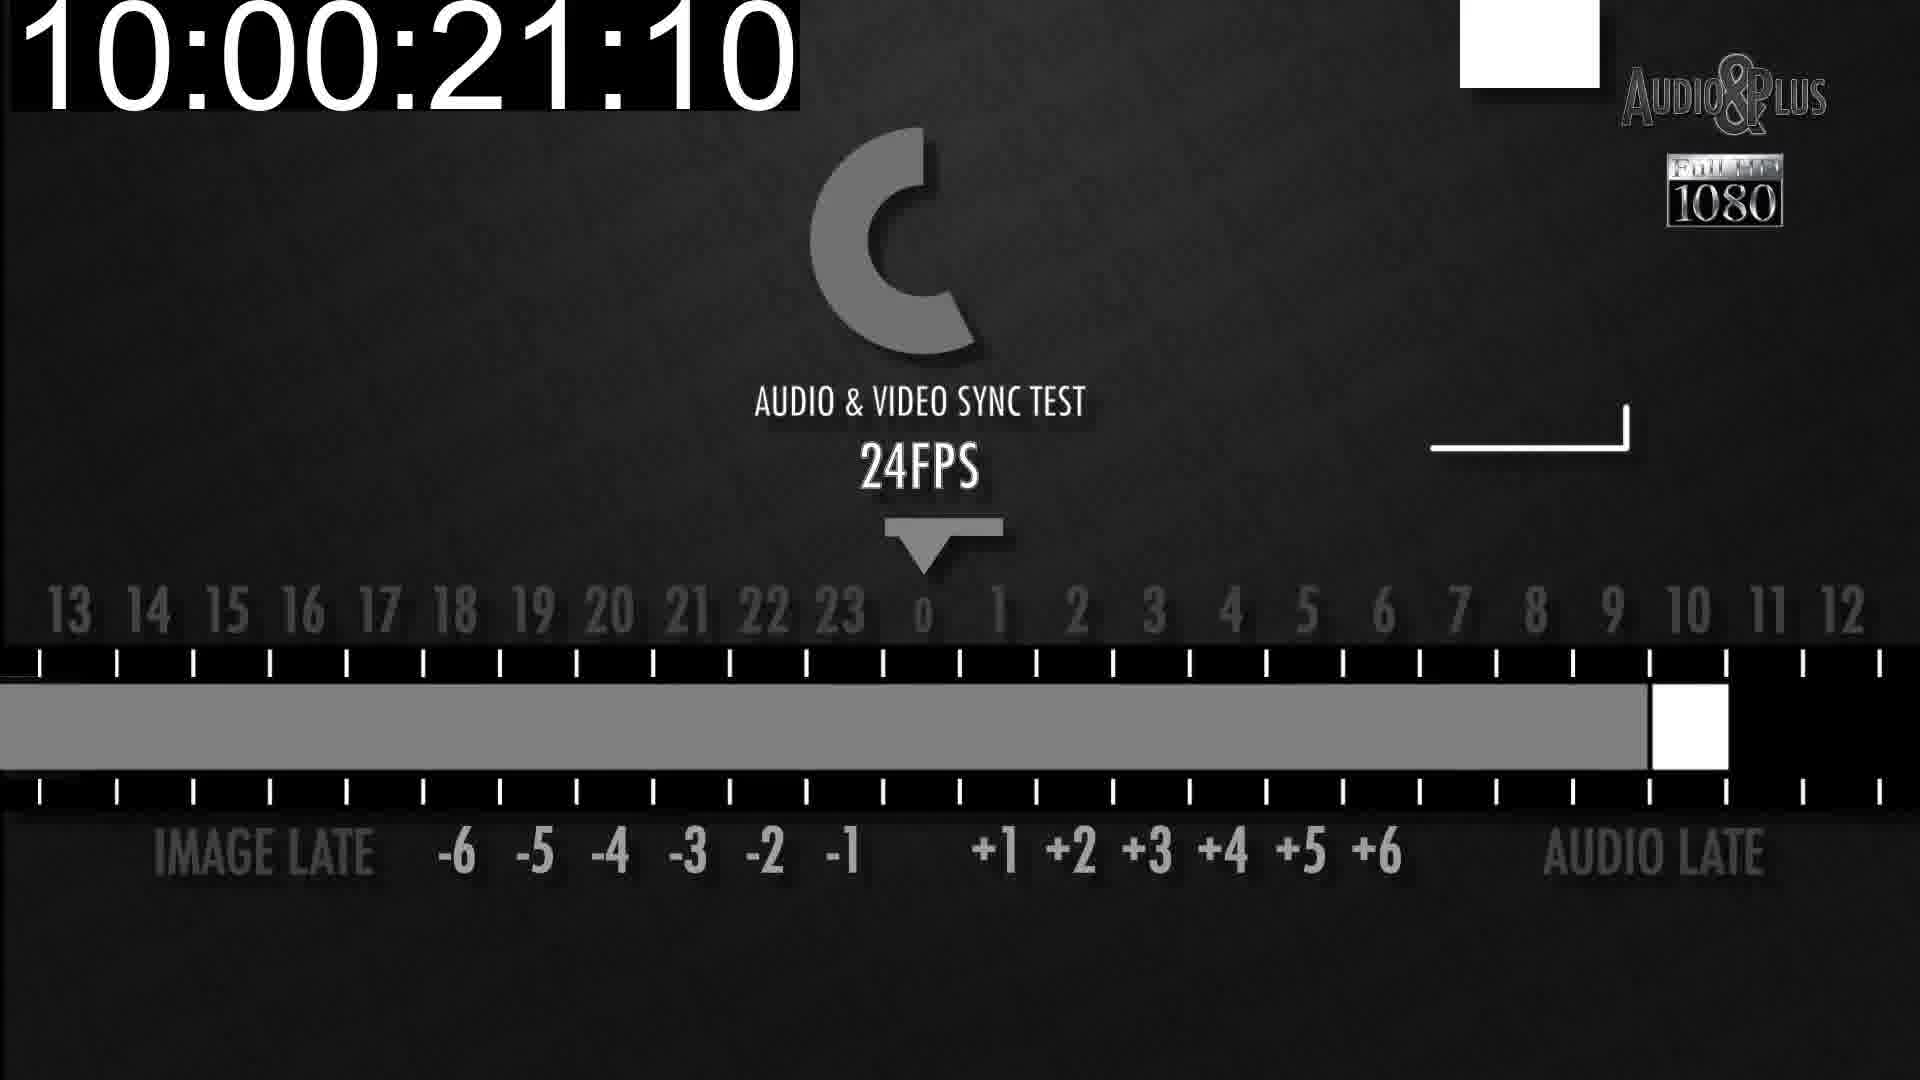 10:00:21:10
AUDIO & PLUS
Full HD
1080
AUDIO & VIDEO SYNC TEST
24FPS
13 14 15 16 17 18 19 20 21 22 23 0 1 2 3 4 5 6 7 8 9 10 11 12
IMAGE LATE -6 -5 -4 -3 -2 -1 +1 +2 +3 +4 +5 +6 AUDIO LATE